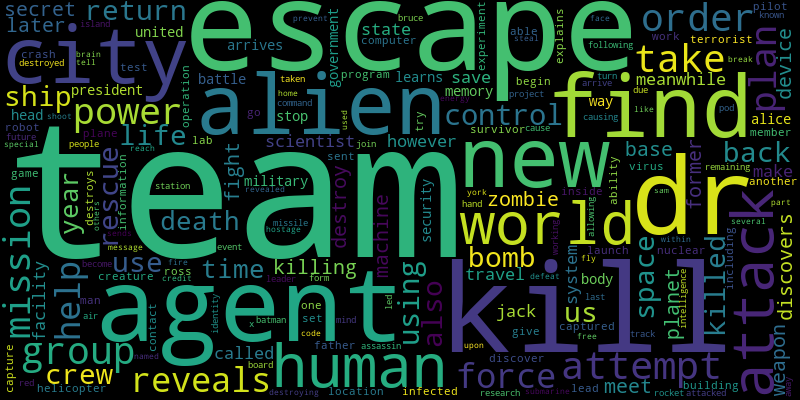 secret return escape order prevent island bruce face able steal following pilot known
later united state work terrorist
city arrives computer experiment explains plan device
crash brain tell destroyed test battle government program learns save begin find take turn break
ship president operation alien memory meanwhile arrive project due like
power taken home command stop control way pod causing alice
head robot future shoot special plane people life lab go scientist try however survivor cause base virus member
team reach fight used join new former back make another
game year rescue destroys others information station sent revealed military destroy machine security zombie inside ability york hand dr remaining sam part several
mission death missile hostage world allowing within attack
message use time event killing bomb working launch nuclear including discovers
facility help become creature ross fire credit leader form using also travel fly defeat system body space planet intelligence killed
man air agent contact identity x batman one set code mind led kill jack last us captured free track
group named called father assassin upon give discover building weapon
capture crew reveals board human force attempt meet rocket attacked away
red helicopter destroying location infected research submarine lead
energy